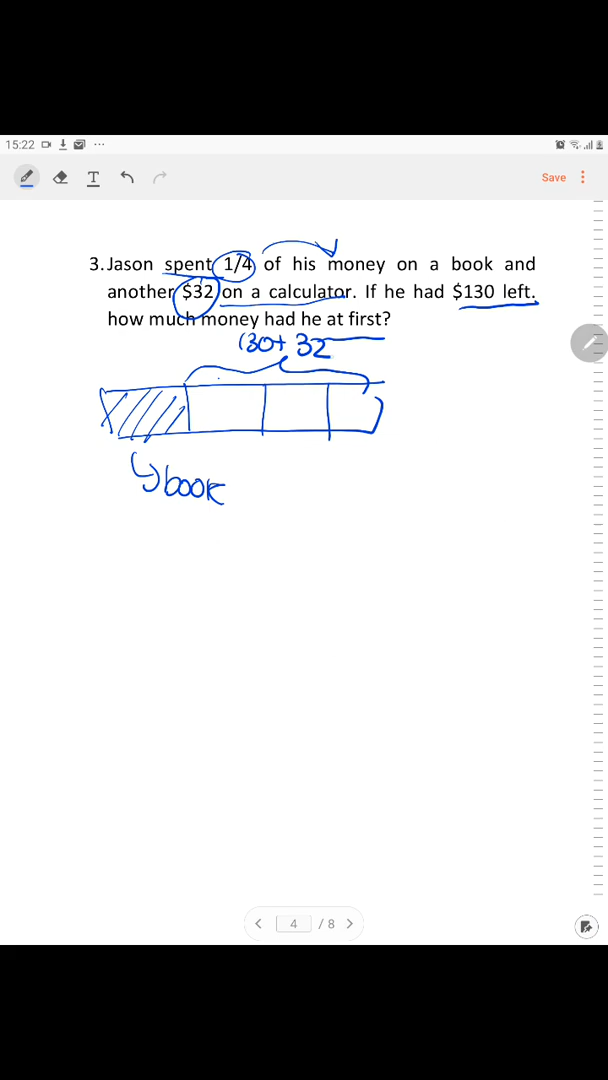 15:22 ...
T Save
3. Jason spent 1/4 of his money on a book and
another $32 on a calculator. If he had $130 left.
how much money had he at first?
130+ 32
book
4 / 8